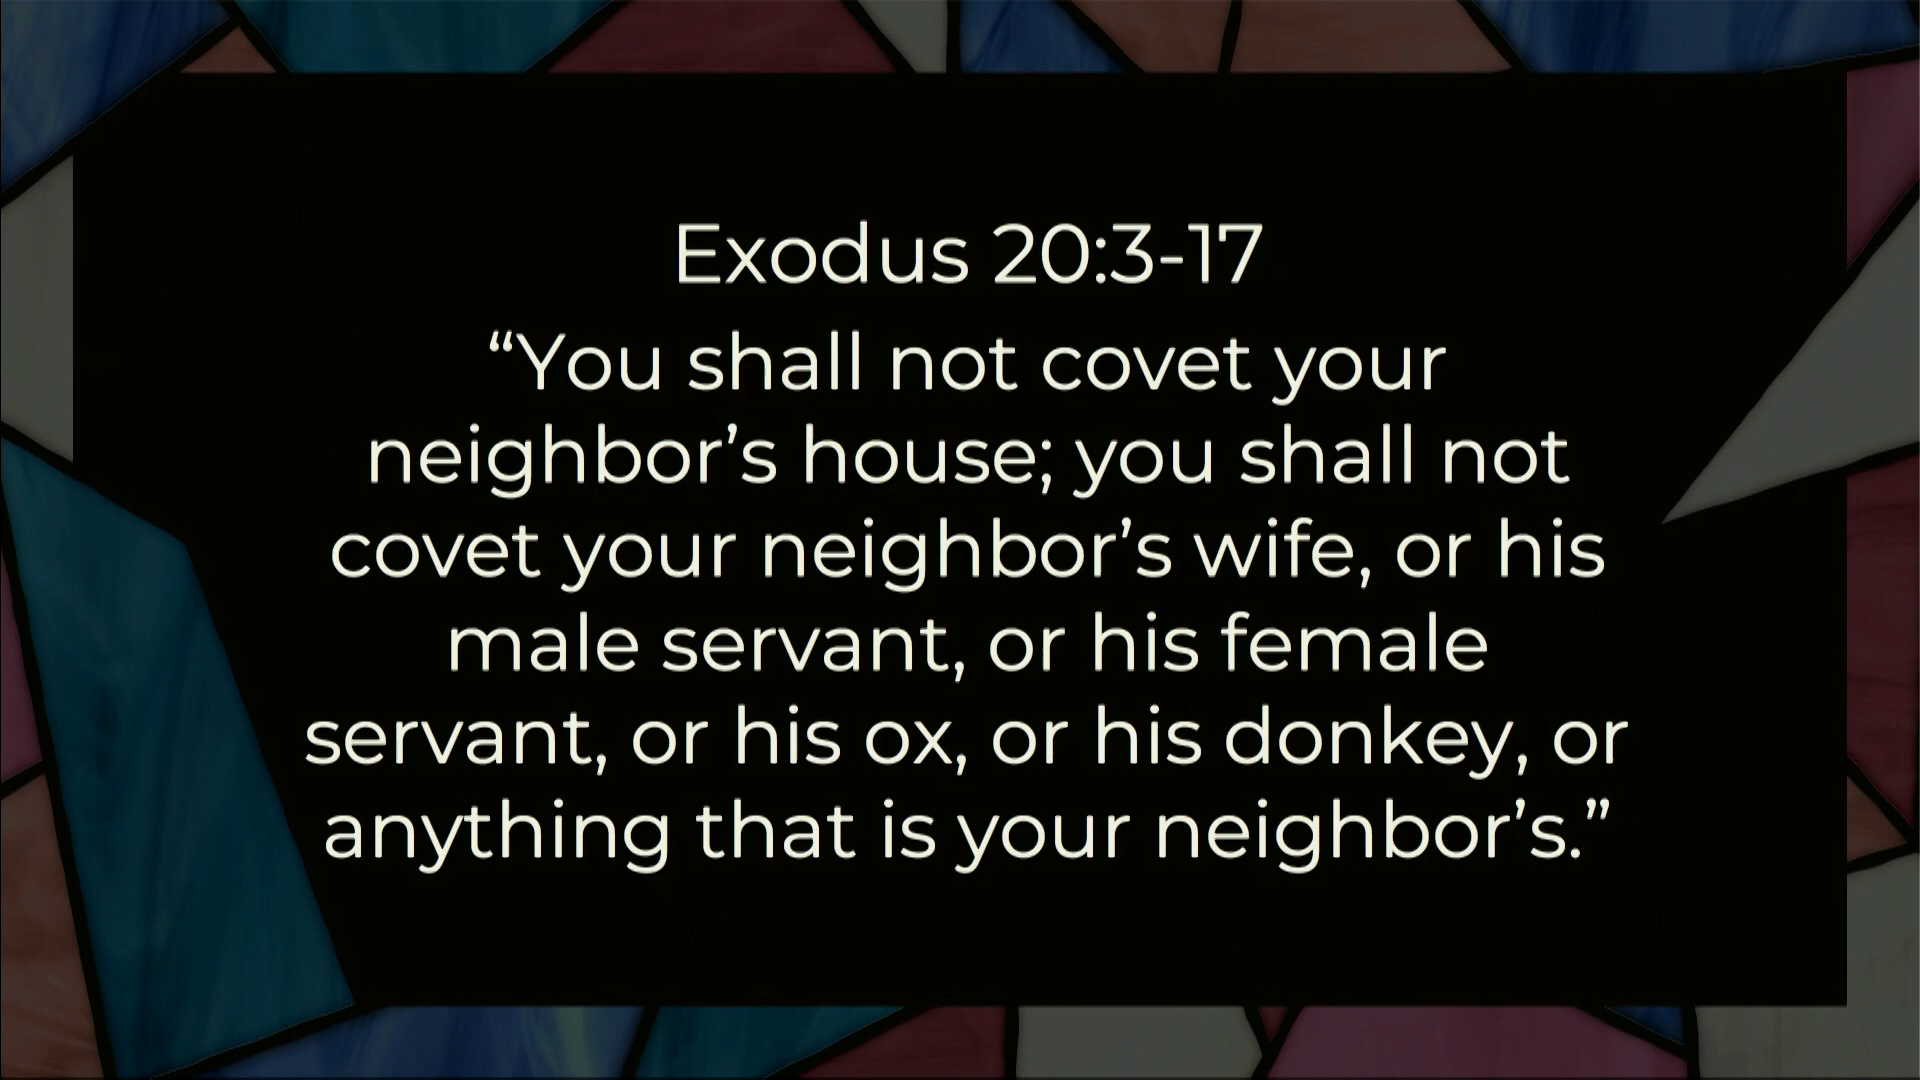 Exodus 20:3-17
“You shall not covet your
neighbor’s house; you shall not
covet your neighbor’s wife, or his
male servant, or his female
servant, or his ox, or his donkey, or
anything that is your neighbor’s.”